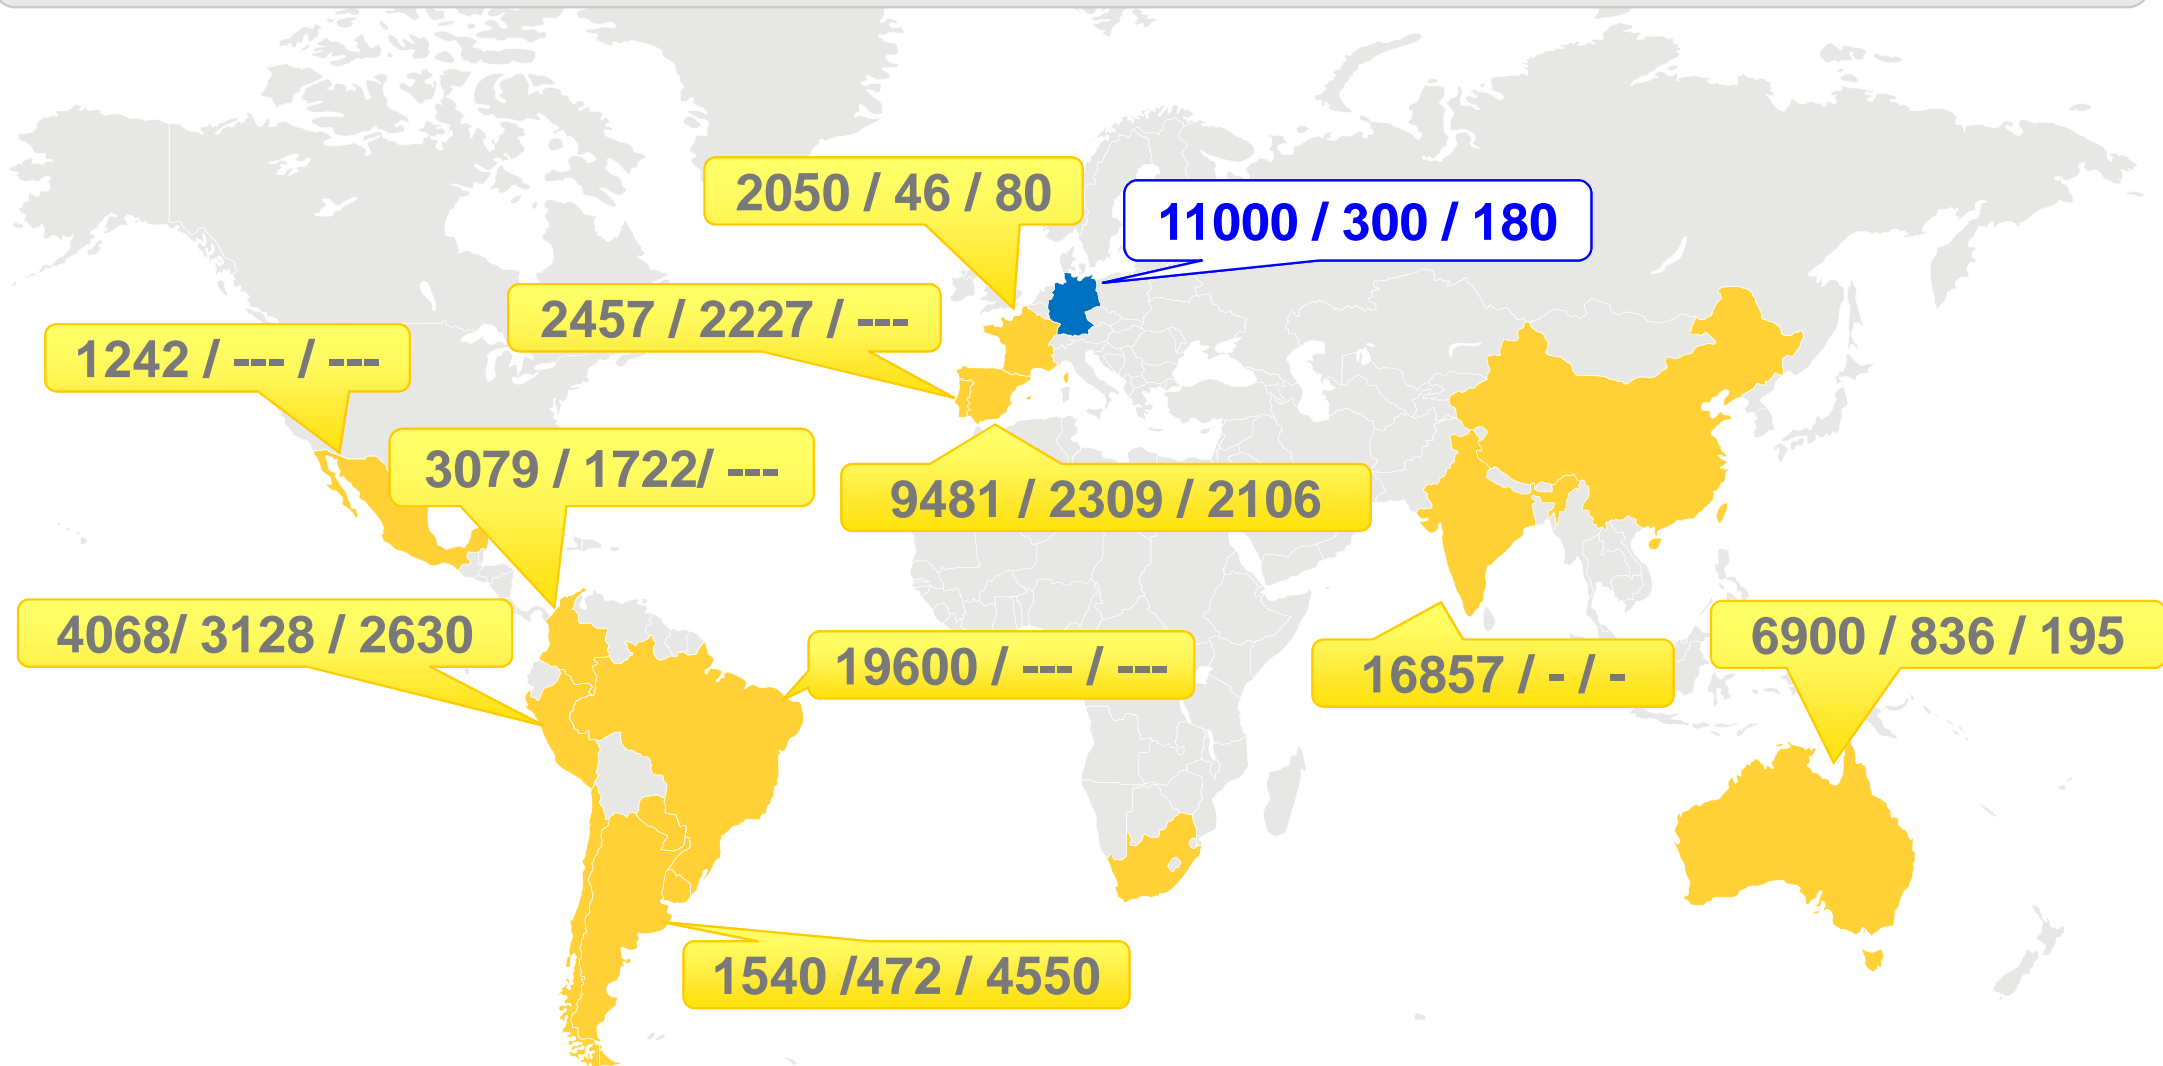 2050 / 46 / 80
11000 / 300 / 180
2457 / 2227 / ---
1242 / --- / ---
3079 / 1722/ ---
9481 / 2309 / 2106
4068/ 3128 / 2630
19600 / --- / ---
16857 / - / -
6900 / 836 / 195
1540 /472 / 4550